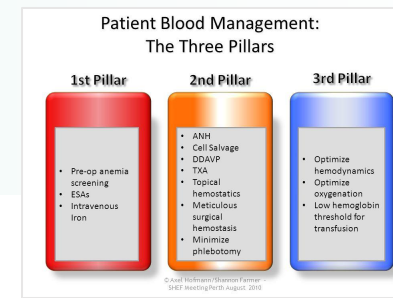 Patient Blood Management:
The Three Pillars
1st Pillar
• Pre-op anemia
screening
• ESAs
• Intravenous
Iron
2nd Pillar
• ANH
• Cell Salvage
• DDAVP
• TXA
• Topical
hemostatics
• Meticulous
surgical
hemostasis
• Minimize
phlebotomy
3rd Pillar
• Optimize
hemodynamics
• Optimize
oxygenation
• Low hemoglobin
threshold for
transfusion
© Axel Hofmann/Shannon Farmer -
SHEF Meeting Perth August 2010